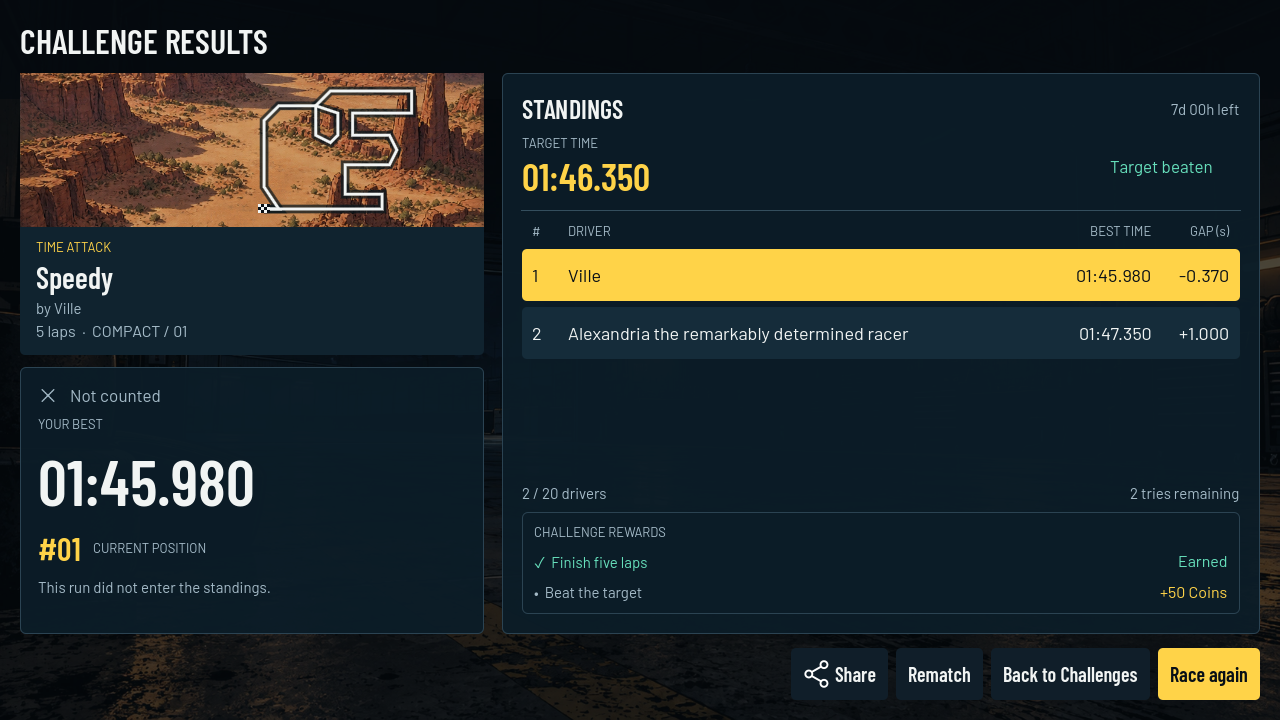 CHALLENGE RESULTS
TIME ATTACK
Speedy
by Ville
5 laps · COMPACT / 01
Not counted
YOUR BEST
01:45.980
#01 CURRENT POSITION
This run did not enter the standings.
STANDINGS
7d 00h left
TARGET TIME
01:46.350
Target beaten
# DRIVER BEST TIME GAP (s)
1 Ville 01:45.980 -0.370
2 Alexandria the remarkably determined racer 01:47.350 +1.000
2 / 20 drivers
2 tries remaining
CHALLENGE REWARDS
✓ Finish five laps Earned
• Beat the target +50 Coins
Share
Rematch
Back to Challenges
Race again